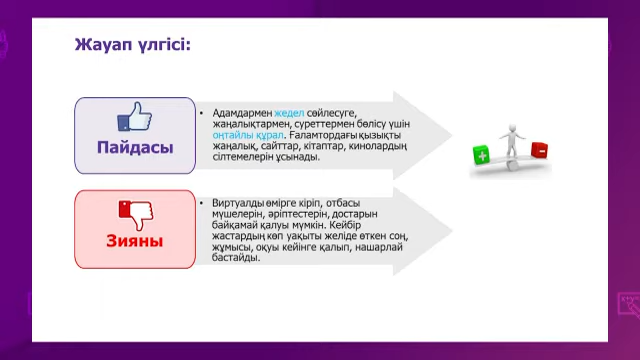 Жауап үлгісі:
Пайдасы
• Адамдармен жедел сөйлесуге,
жаңалықтармен, суреттермен бөлісу үшін
оңтайлы құрал. Ғаламтордағы қызықты
жаңалық, сайттар, кітаптар, кинолардың
сілтемелерін ұсынады.
Зияны
• Виртуалды өмірге кіріп, отбасы
мүшелерін, әріптестерін, достарын
байқамай қалуы мүмкін. Кейбір
жастардың көп уақыты желіде өткен соң,
жұмысы, оқуы кейінге қалып, нашарлай
бастайды.